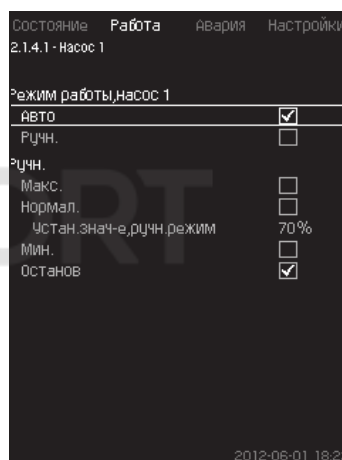 Состояние Работа Авария Настройки
2.1.4.1 - Насос 1
Режим работы,насос 1
Авто
Ручн.
Ручн.
Макс.
Нормал.
Устан.знач-е,ручн.режим 70%
Мин.
Останов
2012-06-01 18:2